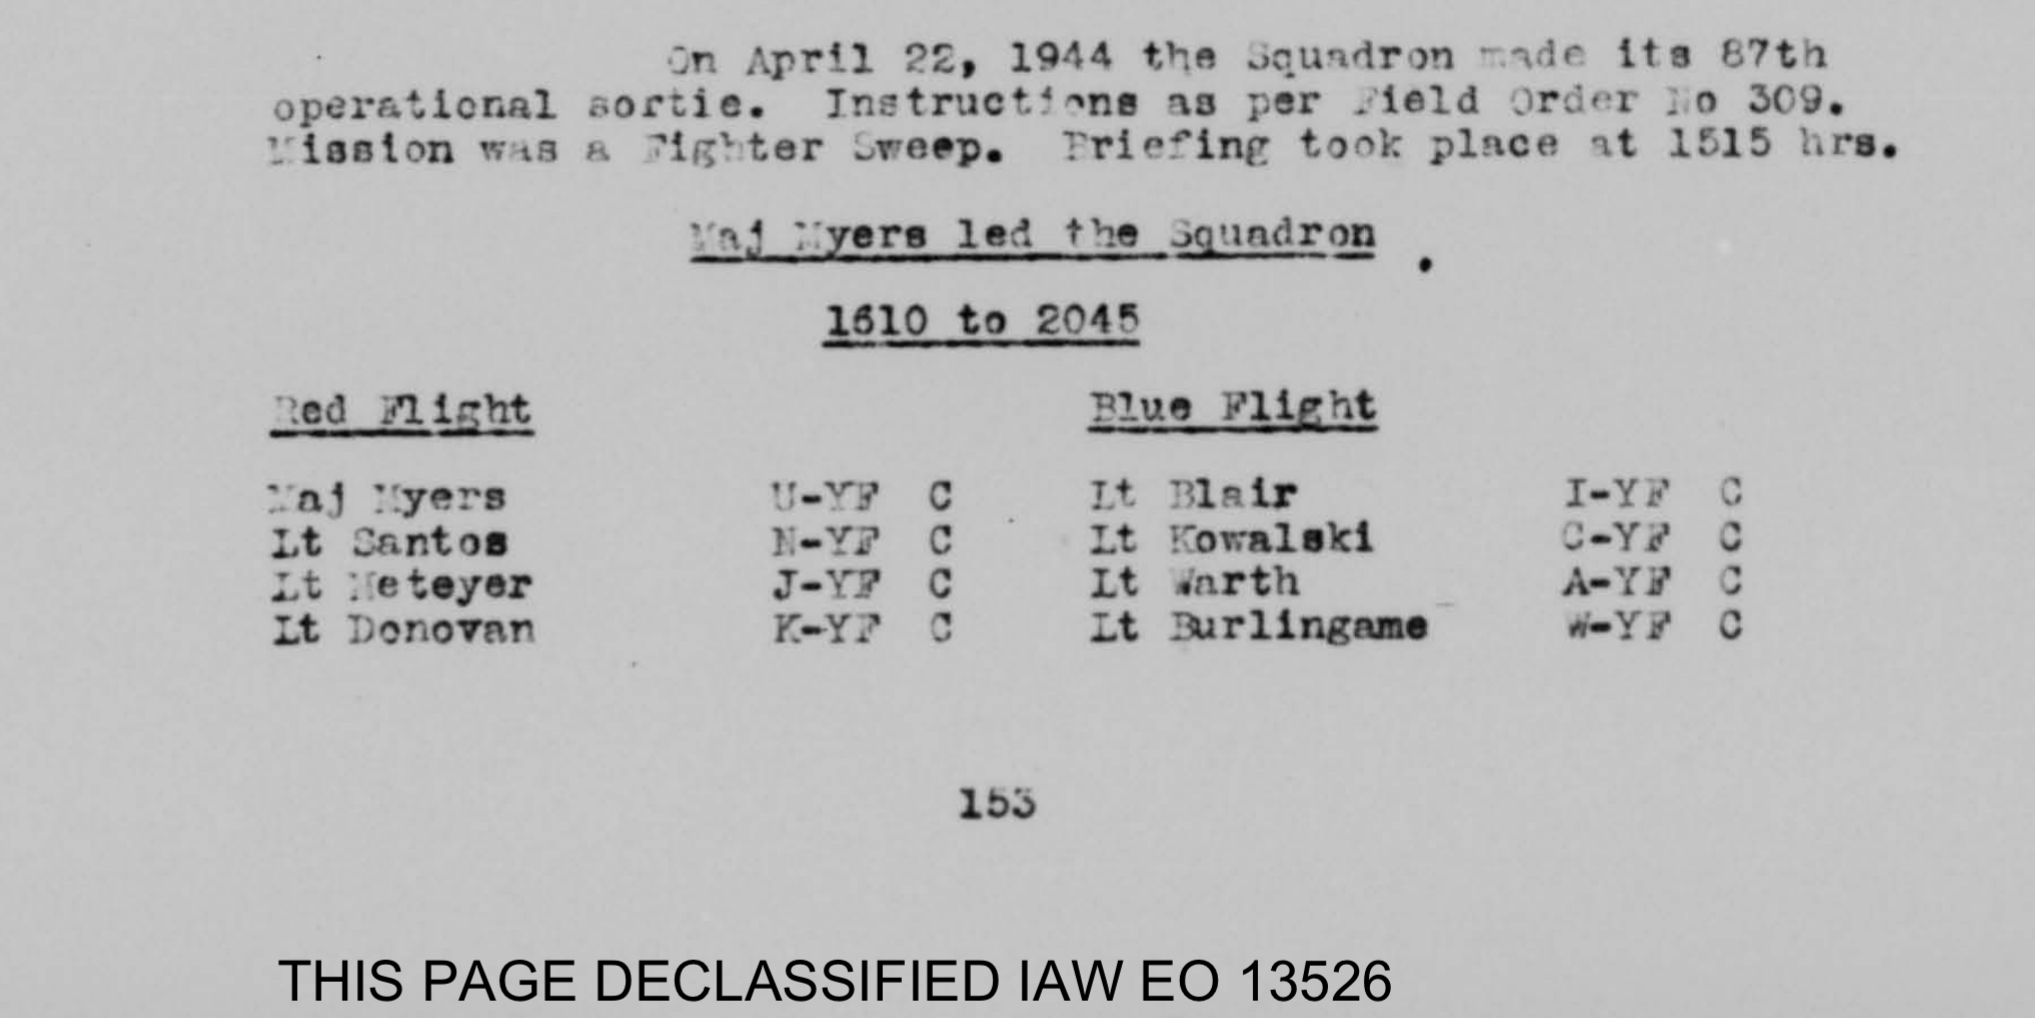 On April 22, 1944 the Squadron made its 87th
operational sortie. Instructions as per Field Order No 309.
Mission was a Fighter Sweep. Briefing took place at 1515 hrs.
Maj Myers led the Squadron .
1610 to 2045
Red Flight Blue Flight
Maj Myers U-YF C Lt Blair I-YF C
Lt Santos N-YF C Lt Kowalski C-YF C
Lt Meteyer J-YF C Lt Warth A-YF C
Lt Donovan K-YF C Lt Burlingame W-YF C
153
THIS PAGE DECLASSIFIED IAW EO 13526